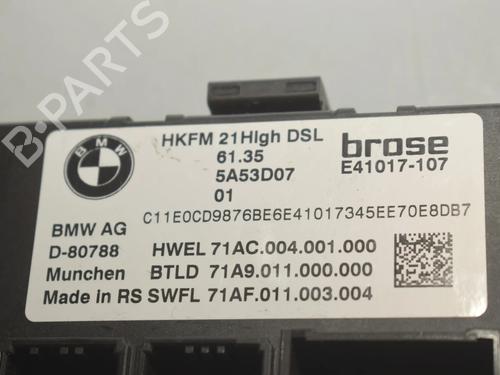 B-PARTS
BMW
HKFM 21High DSL
61.35
5A53D07
01
brose
E41017-107
C11E0CD9876BE6E41017345EE70E8DB7
BMW AG
D-80788
Munchen
Made in RS
HWEL 71AC.004.001.000
BTLD 71A9.011.000.000
SWFL 71AF.011.003.004